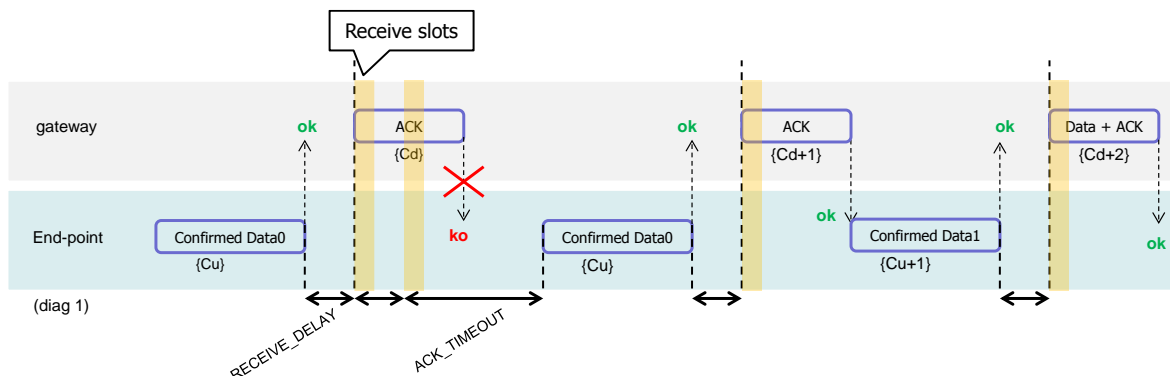 Receive slots
gateway
ok
ACK
{Cd}
ok
ACK
{Cd+1}
ok
Data + ACK
{Cd+2}
End-point
Confirmed Data0
{Cu}
ko
Confirmed Data0
{Cu}
ok
Confirmed Data1
{Cu+1}
ok
(diag 1)
RECEIVE_DELAY
ACK_TIMEOUT